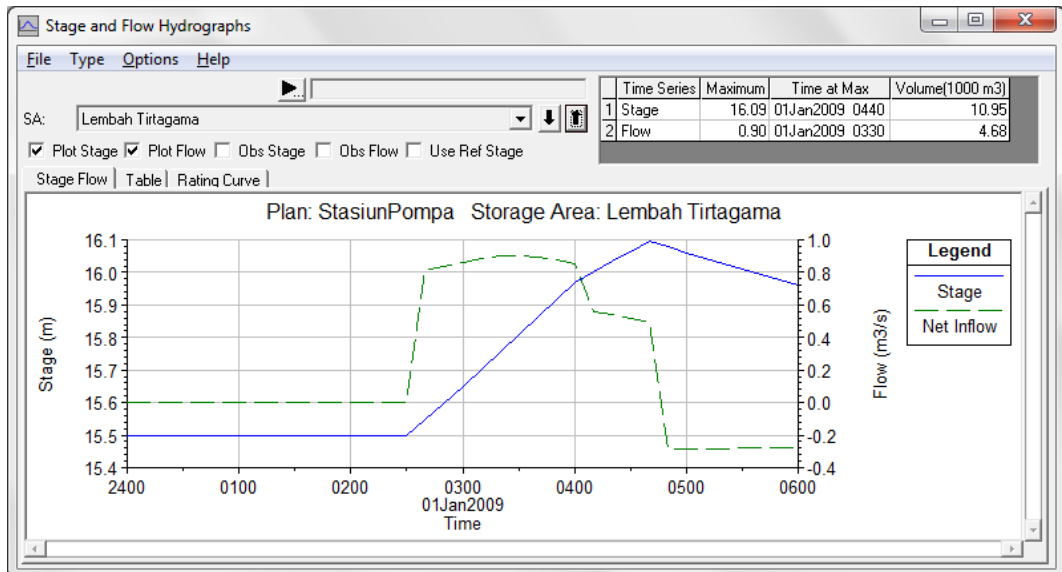 Stage and Flow Hydrographs
File Type Options Help
SA: Lembah Tirtagama
Plot Stage Plot Flow Obs Stage Obs Flow Use Ref Stage
Time Series Maximum Time at Max Volume(1000 m3)
1 Stage 16.09 01Jan2009 0440 10.95
2 Flow 0.90 01Jan2009 0330 4.68
Stage Flow Table Rating Curve
Plan: StasiunPompa Storage Area: Lembah Tirtagama
Stage (m)
16.1
16.0
15.9
15.8
15.7
15.6
15.5
15.4
2400 0100 0200 0300 0400 0500 0600
01Jan2009
Time
1.0
0.8
0.6
0.4
0.2
0.0
-0.2
-0.4
Flow (m3/s)
Legend
Stage
Net Inflow